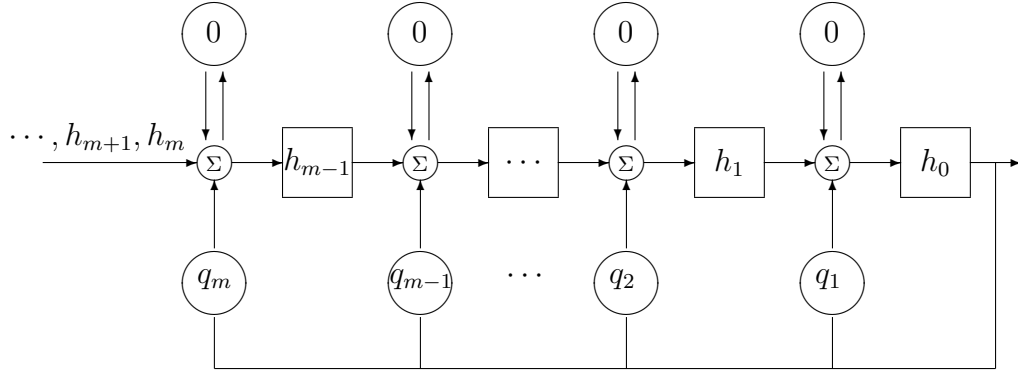 0 0 0 0
⋯, h_{m+1}, h_m Σ h_{m−1} Σ ⋯ Σ h_1 Σ h_0
q_m q_{m−1} ⋯ q_2 q_1